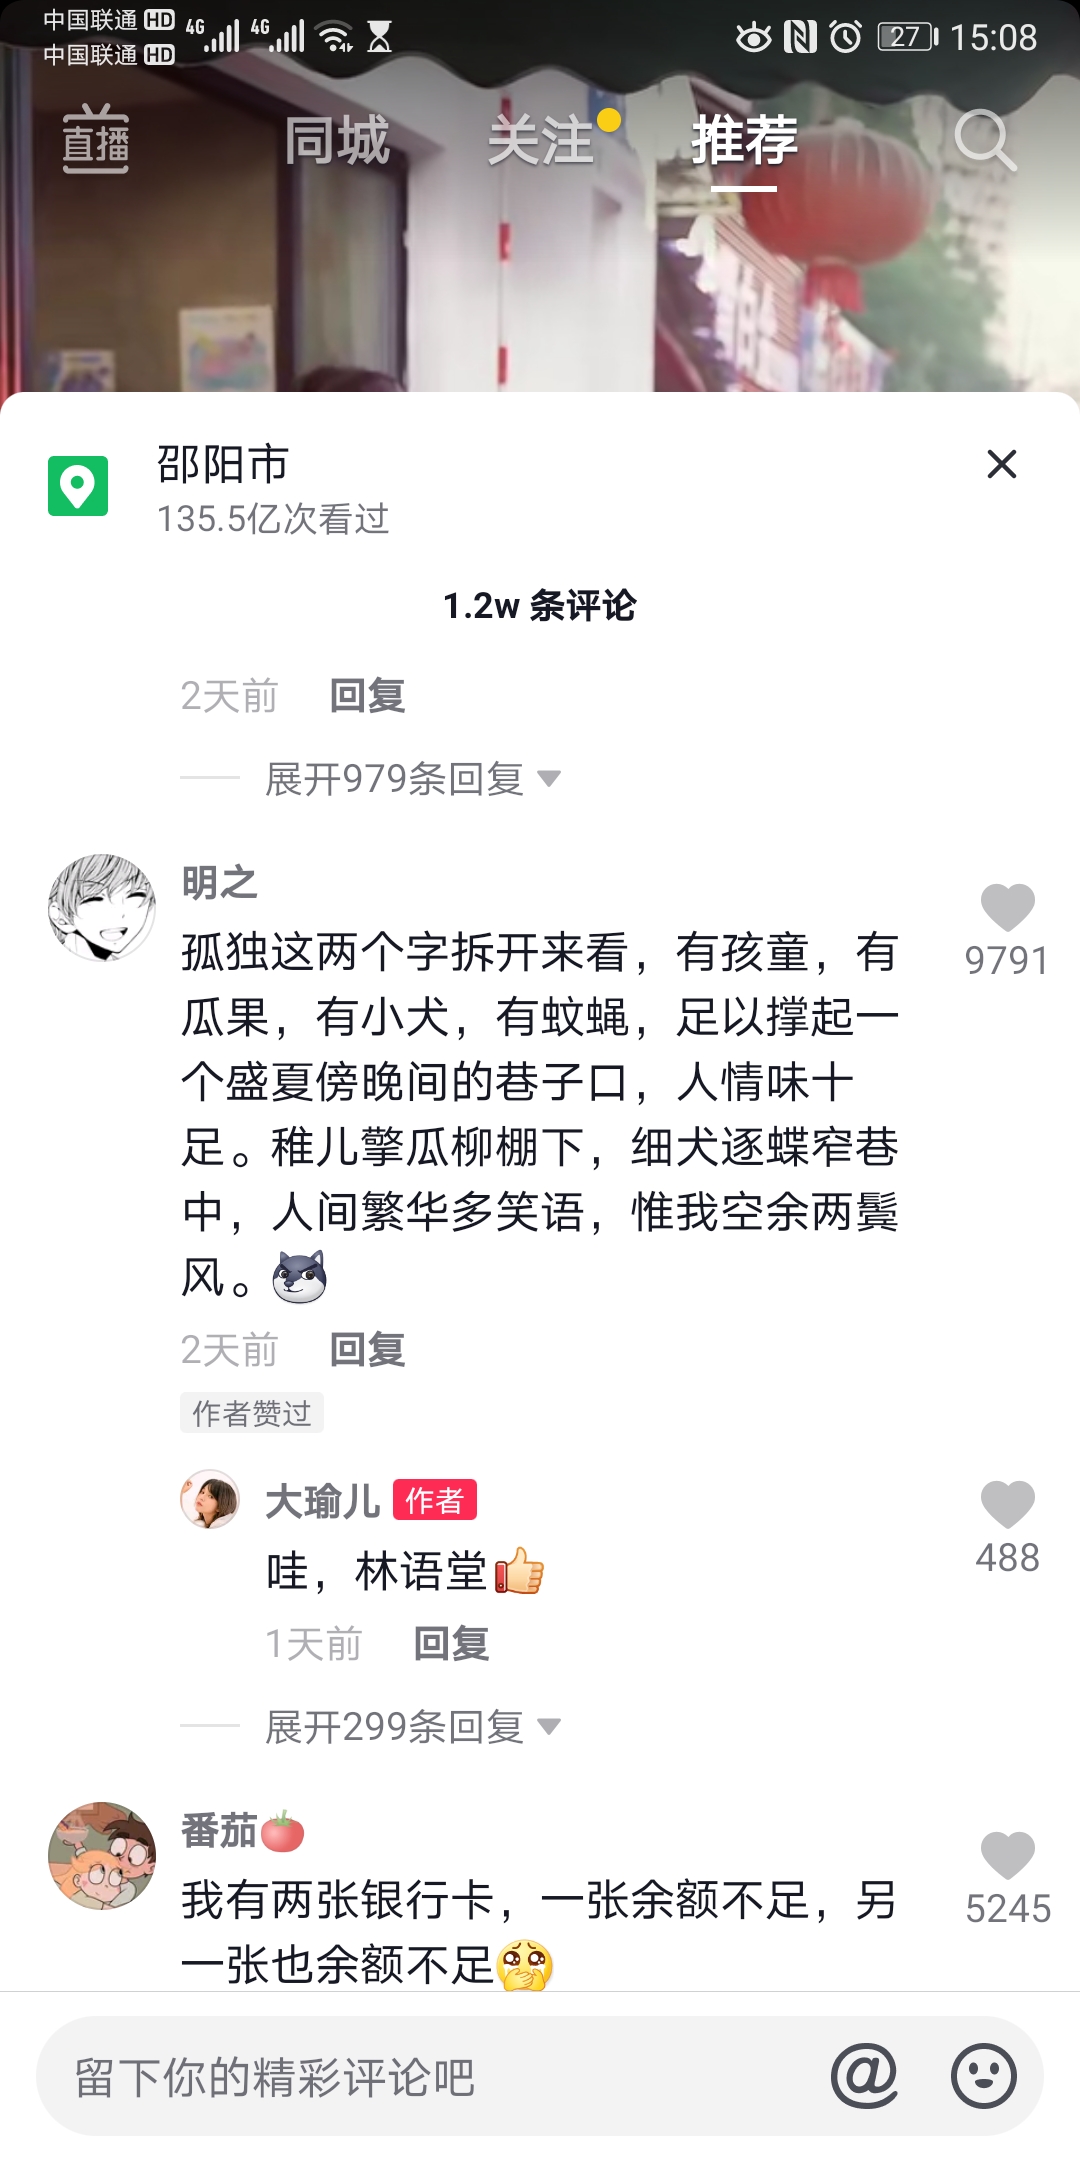 中国联通 HD 4G 4G 27 15:08
中国联通 HD
直播 同城 关注 推荐
邵阳市
135.5亿次看过
1.2w 条评论
2天前 回复
展开979条回复
明之
孤独这两个字拆开来看，有孩童，有
9791
瓜果，有小犬，有蚊蝇，足以撑起一
个盛夏傍晚间的巷子口，人情味十
足。稚儿擎瓜柳棚下，细犬逐蝶窄巷
中，人间繁华多笑语，惟我空余两鬓
风。
2天前 回复
作者赞过
大瑜儿 作者
哇，林语堂
488
1天前 回复
展开299条回复
番茄
我有两张银行卡，一张余额不足，另
5245
一张也余额不足
留下你的精彩评论吧 @